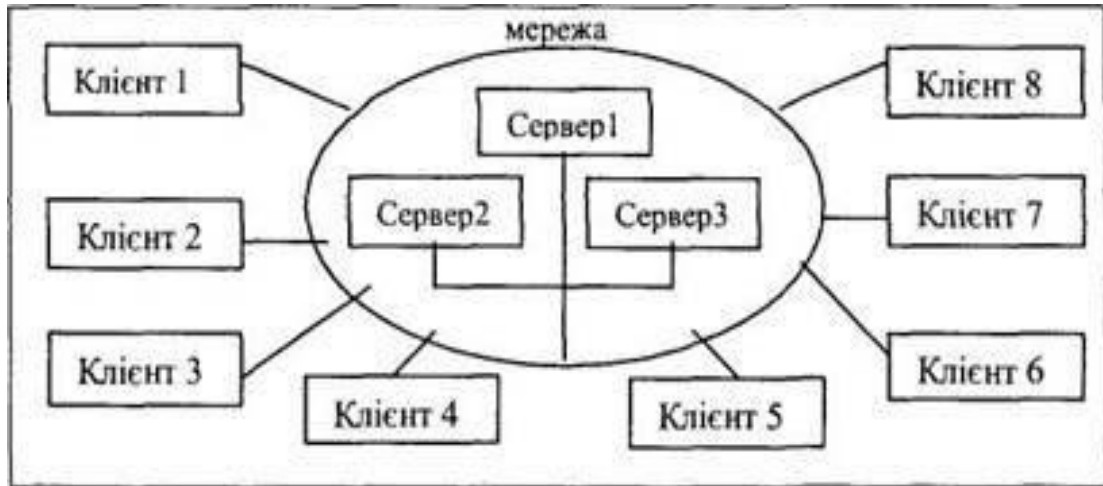 мережа
Клієнт 1
Клієнт 8
Сервер1
Сервер2
Сервер3
Клієнт 2
Клієнт 7
Клієнт 3
Клієнт 6
Клієнт 4
Клієнт 5